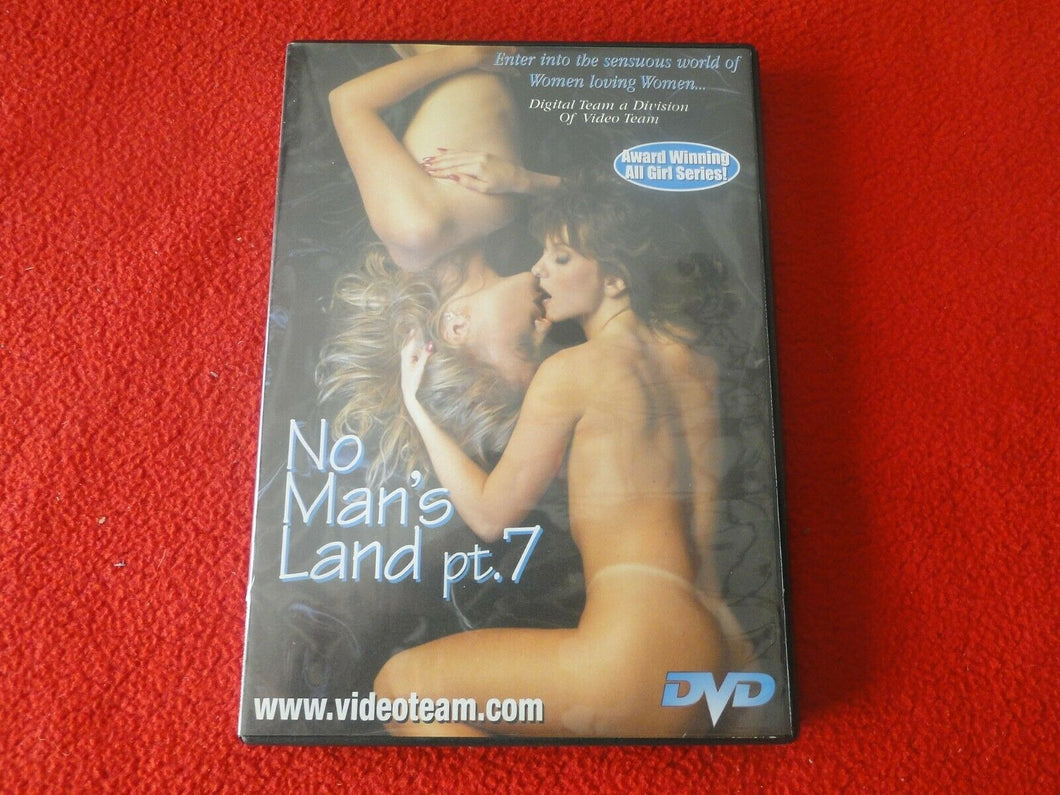 Enter into the sensuous world of
Women loving Women...
Digital Team a Division
Of Video Team
Award Winning
All Girl Series!
No
Man's
Land pt.7
www.videoteam.com
DVD